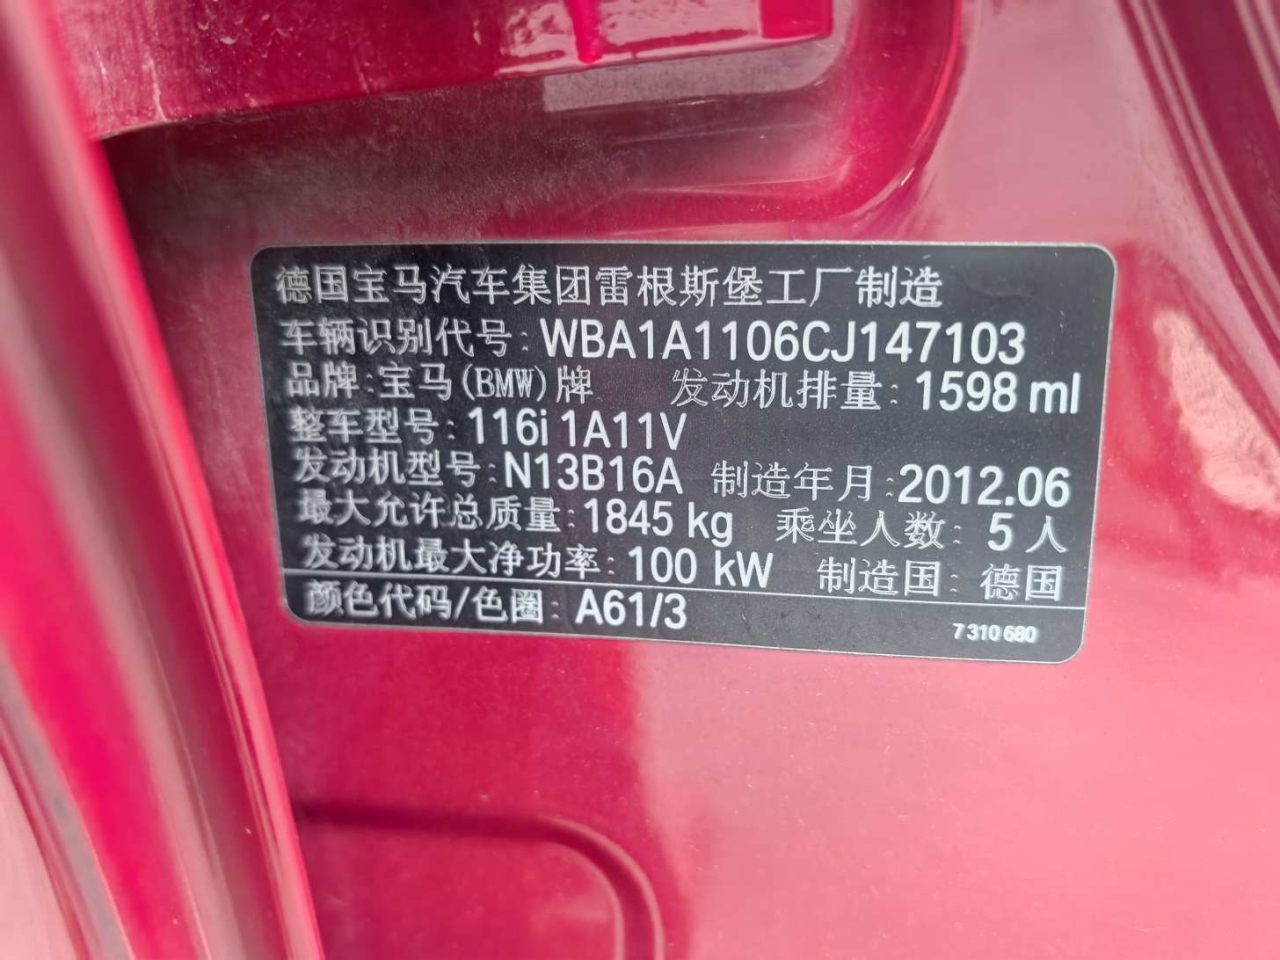 德国宝马汽车集团雷根斯堡工厂制造
车辆识别代号: WBA1A1106CJ147103
品牌:宝马(BMW)牌 发动机排量: 1598 ml
整车型号: 116i 1A11V
发动机型号: N13B16A 制造年月:2012.06
最大允许总质量: 1845 kg 乘坐人数: 5 人
发动机最大净功率: 100 kW 制造国: 德国
颜色代码/色圈: A61/3
7 310 680